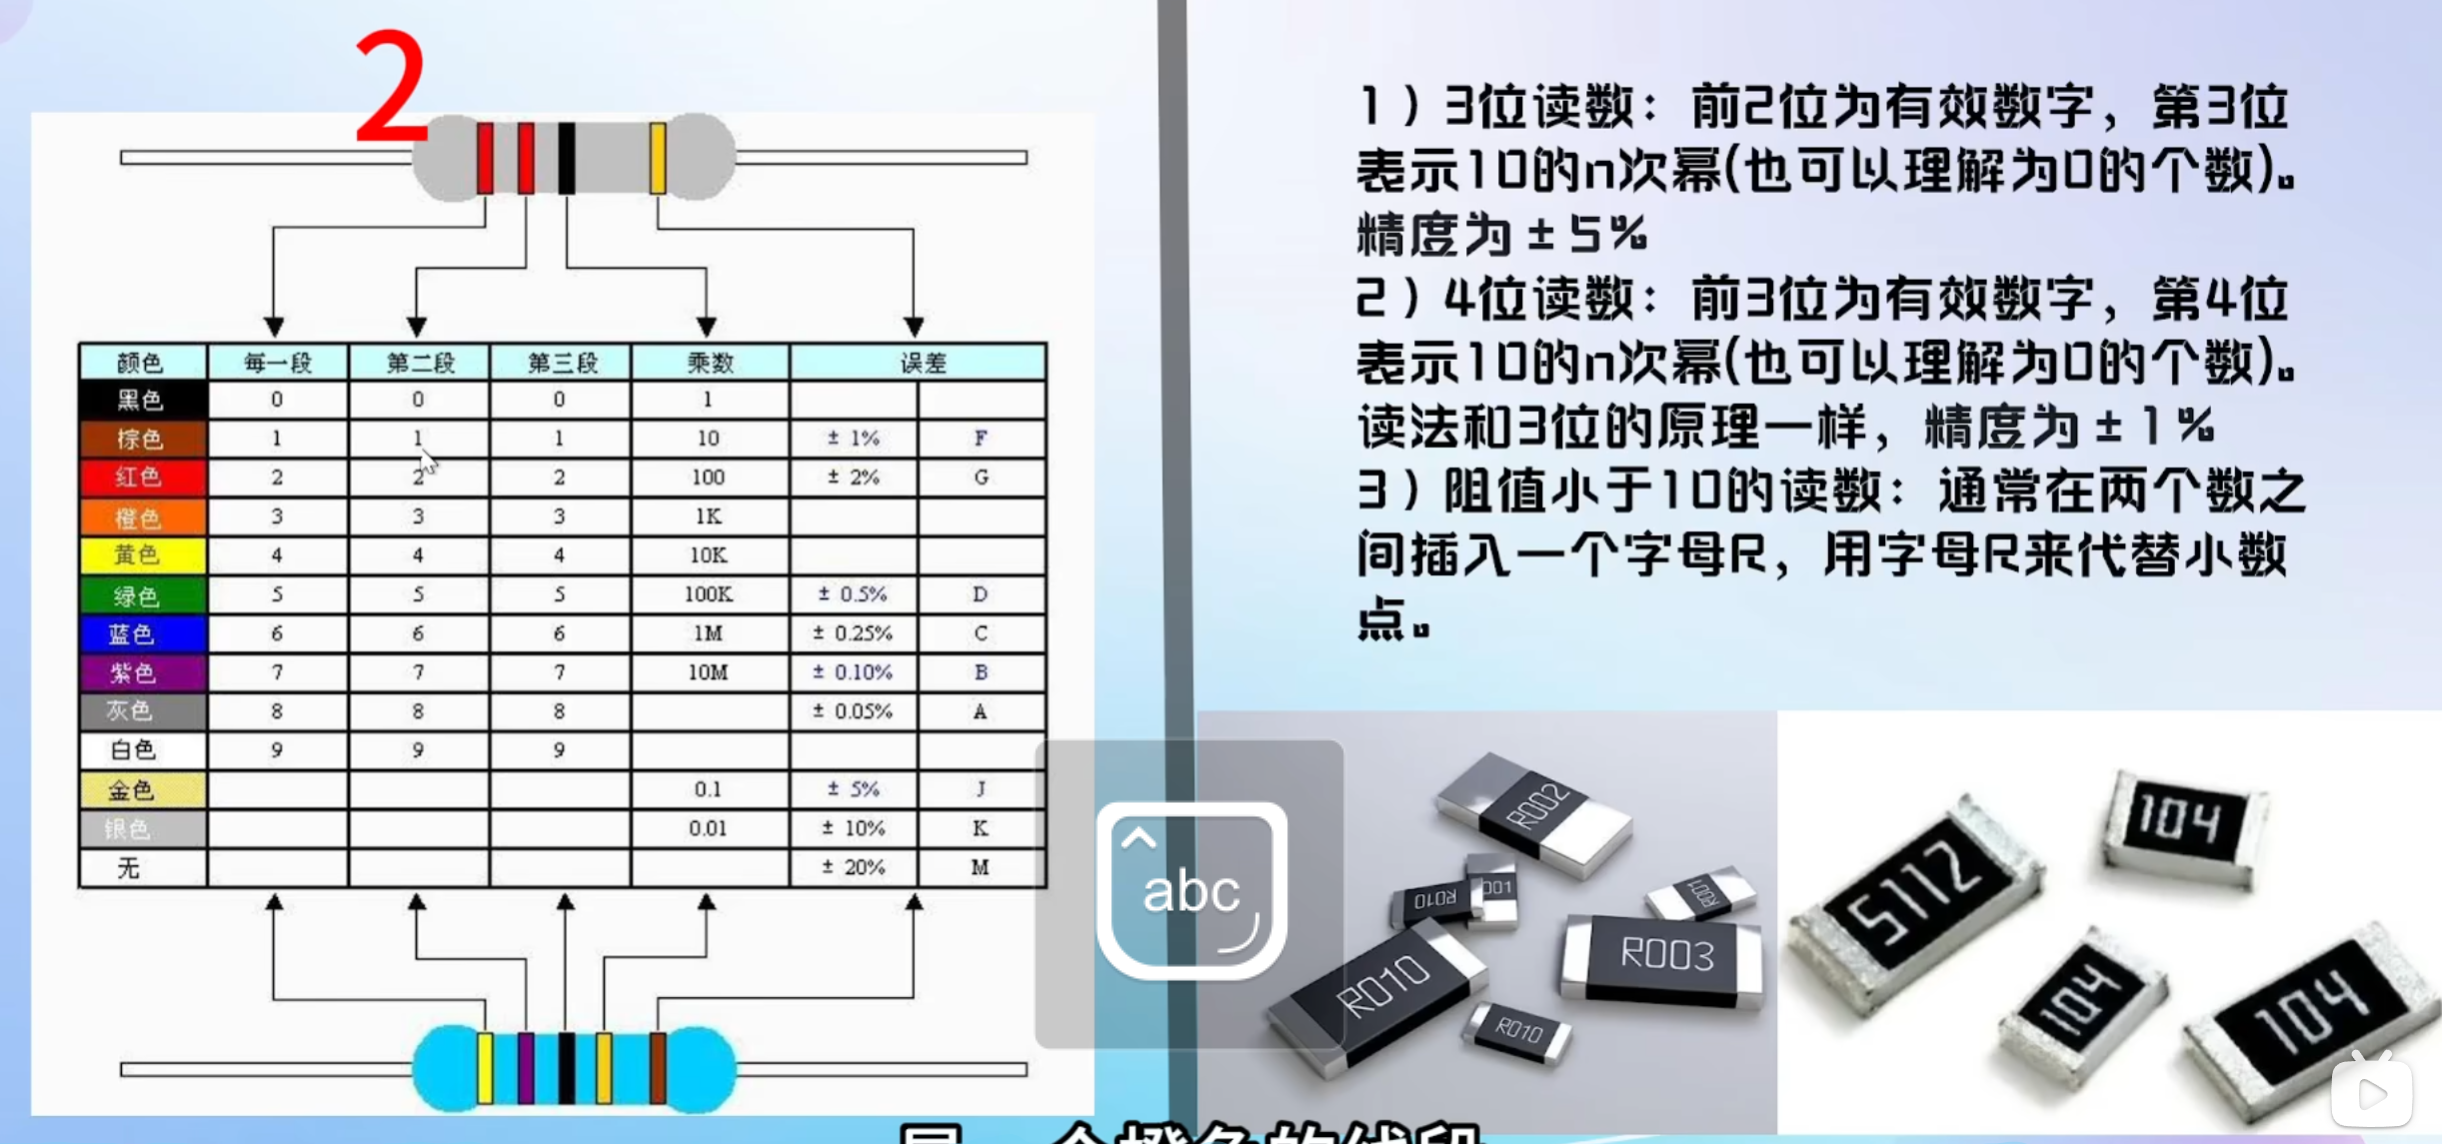 2
颜色 每一段 第二段 第三段 乘数 误差
黑色 0 0 0 1
棕色 1 1 1 10 ± 1% F
红色 2 2 2 100 ± 2% G
橙色 3 3 3 1K
黄色 4 4 4 10K
绿色 5 5 5 100K ± 0.5% D
蓝色 6 6 6 1M ± 0.25% C
紫色 7 7 7 10M ± 0.10% B
灰色 8 8 8 ± 0.05% A
白色 9 9 9
金色 0.1 ± 5% J
银色 0.01 ± 10% K
无 ± 20% M
1）3位读数：前2位为有效数字，第3位
表示10的n次幂(也可以理解为0的个数)。
精度为±5%
2）4位读数：前3位为有效数字，第4位
表示10的n次幂(也可以理解为0的个数)。
读法和3位的原理一样，精度为±1%
3）阻值小于10的读数：通常在两个数之
间插入一个字母R，用字母R来代替小数
点。
abc
R002
R010
001
R001
R003
R010
R010
5112
104
104
104
是一个橙色的线段